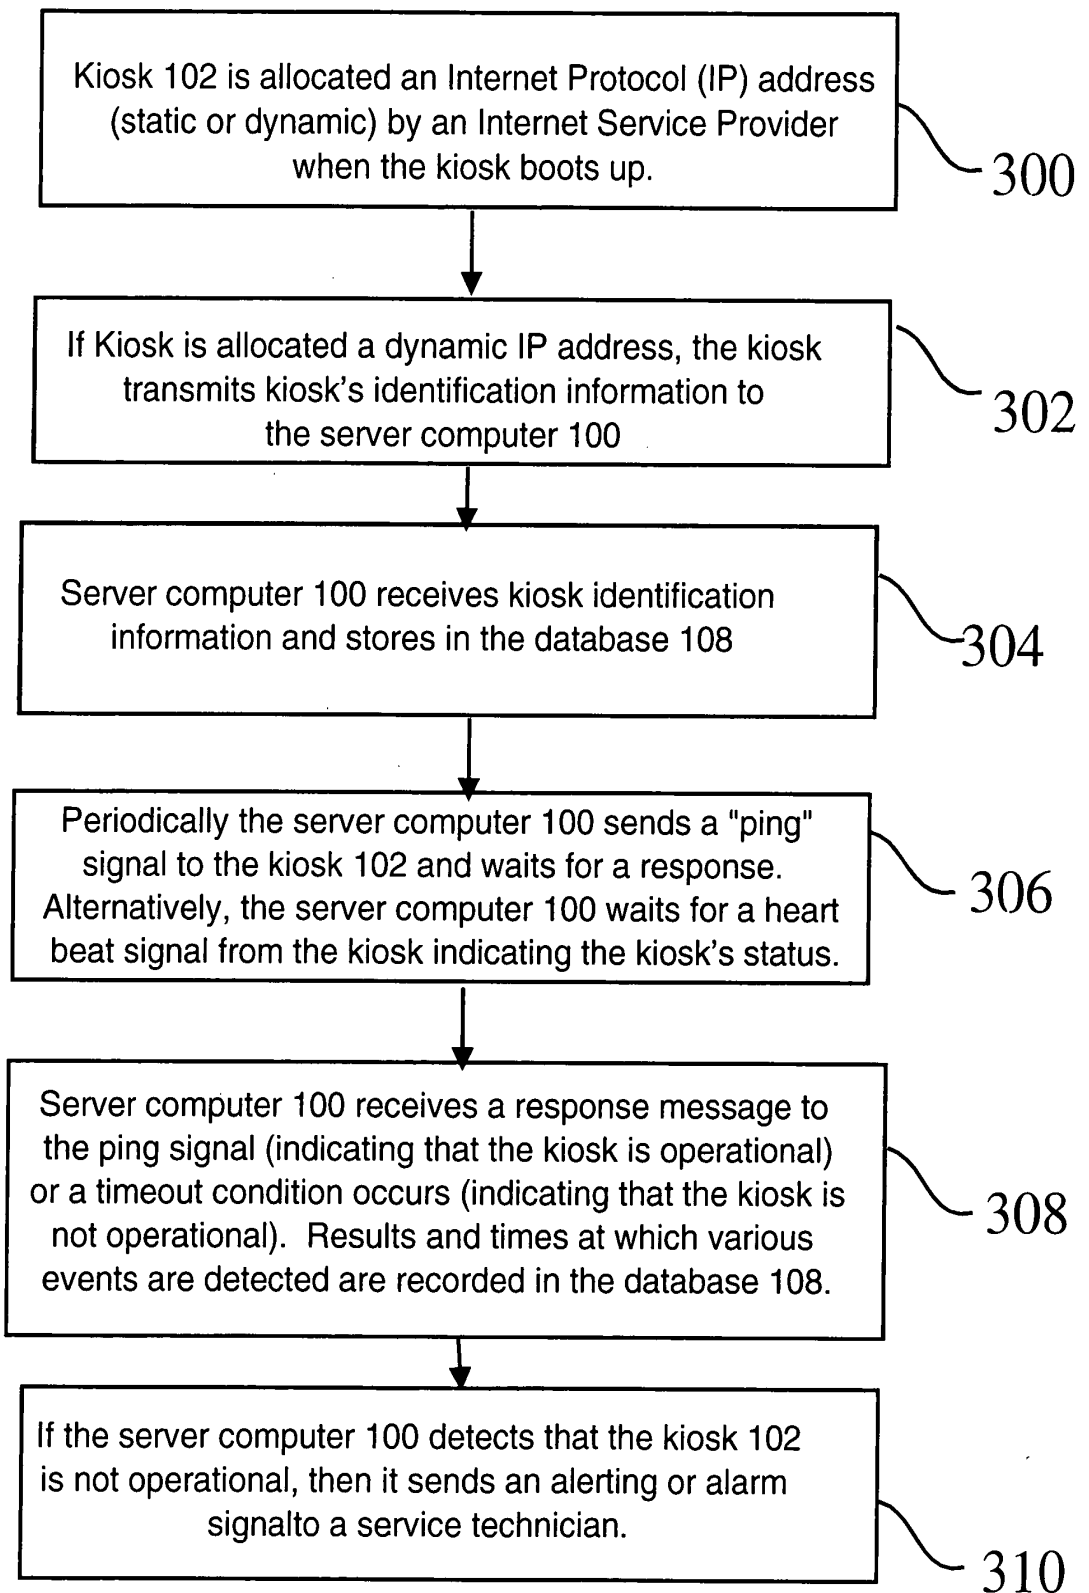 Kiosk 102 is allocated an Internet Protocol (IP) address
(static or dynamic) by an Internet Service Provider
when the kiosk boots up.
300
If Kiosk is allocated a dynamic IP address, the kiosk
transmits kiosk's identification information to
the server computer 100
302
Server computer 100 receives kiosk identification
information and stores in the database 108
304
Periodically the server computer 100 sends a "ping"
signal to the kiosk 102 and waits for a response.
Alternatively, the server computer 100 waits for a heart
beat signal from the kiosk indicating the kiosk's status.
306
Server computer 100 receives a response message to
the ping signal (indicating that the kiosk is operational)
or a timeout condition occurs (indicating that the kiosk is
not operational). Results and times at which various
events are detected are recorded in the database 108.
308
If the server computer 100 detects that the kiosk 102
is not operational, then it sends an alerting or alarm
signalto a service technician.
310